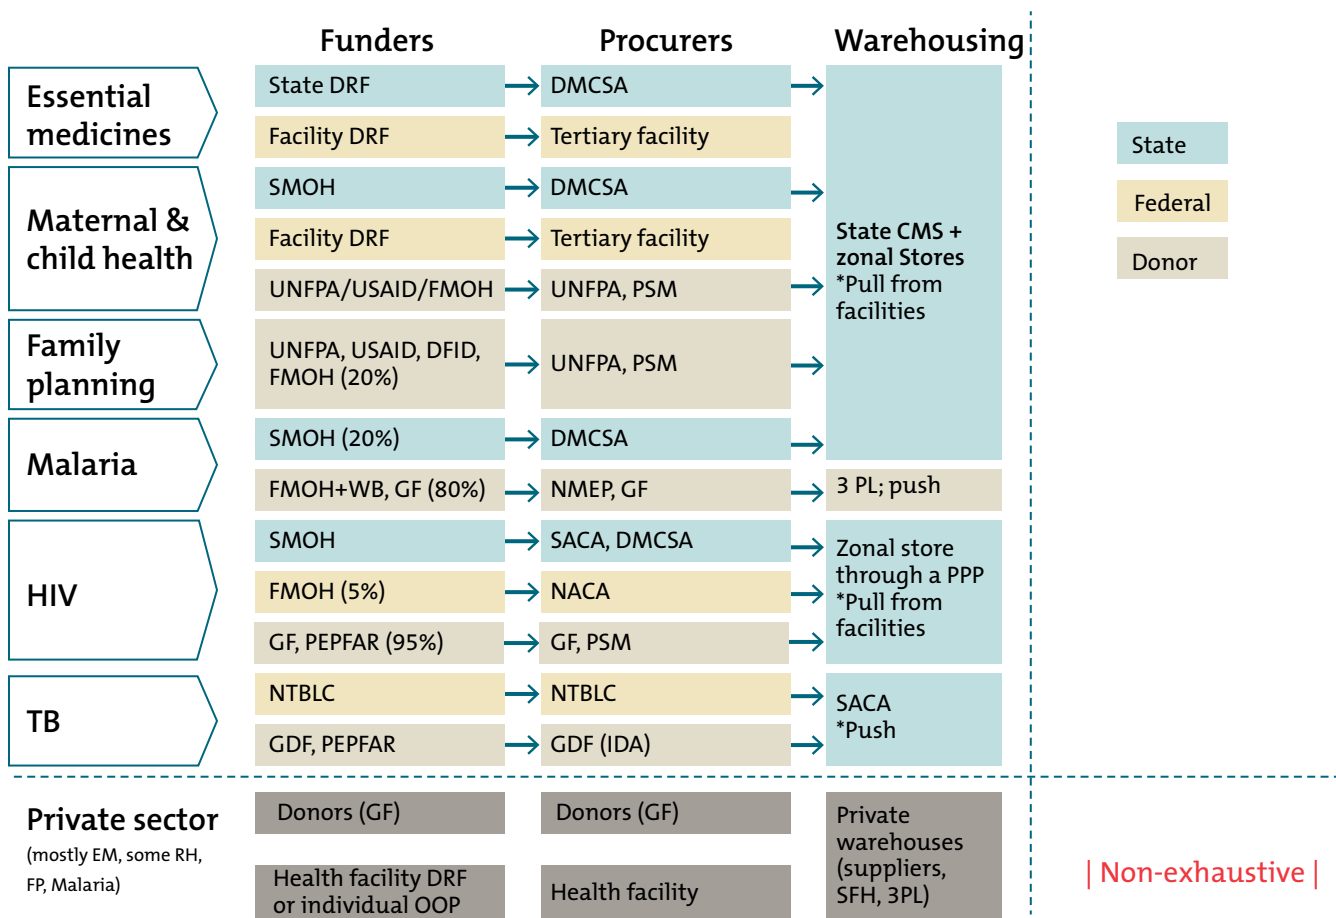 Funders
Procurers
Warehousing
Essential
medicines
State DRF
DMCSA
Facility DRF
Tertiary facility
Maternal &
child health
SMOH
DMCSA
Facility DRF
Tertiary facility
UNFPA/USAID/FMOH
UNFPA, PSM
State CMS +
zonal Stores
*Pull from
facilities
Family
planning
UNFPA, USAID, DFID,
FMOH (20%)
UNFPA, PSM
Malaria
SMOH (20%)
DMCSA
FMOH+WB, GF (80%)
NMEP, GF
3 PL; push
HIV
SMOH
SACA, DMCSA
FMOH (5%)
NACA
GF, PEPFAR (95%)
GF, PSM
Zonal store
through a PPP
*Pull from
facilities
TB
NTBLC
NTBLC
GDF, PEPFAR
GDF (IDA)
SACA
*Push
Private sector
(mostly EM, some RH,
FP, Malaria)
Donors (GF)
Donors (GF)
Health facility DRF
or individual OOP
Health facility
Private
warehouses
(suppliers,
SFH, 3PL)
State
Federal
Donor
| Non-exhaustive |